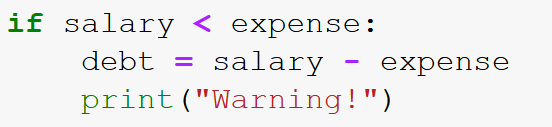 if salary < expense:
    debt = salary - expense
    print("Warning!")